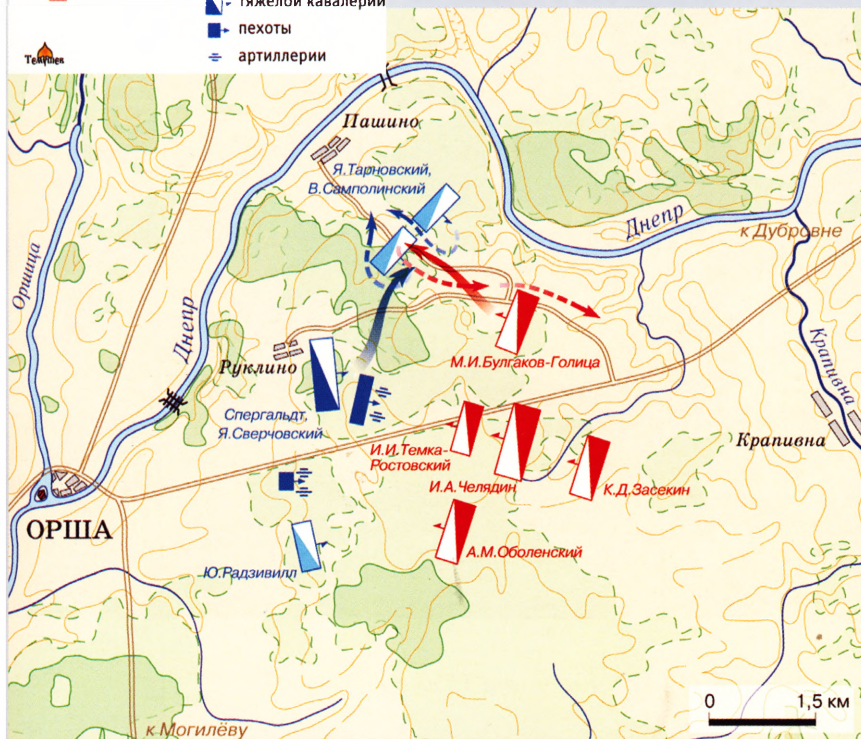 тяжелой кавалерии
пехоты
артиллерии
Пашино
Я.Тарновский,
В.Самполинский
Днепр
к Дубровне
Оршица
Днепр
Руклино
М.И.Булгаков-Голица
Крапивна
Спергальдт,
Я.Сверчовский
И.И.Темка-
Ростовский
Крапивна
И.А.Челядин
К.Д.Засекин
ОРША
А.М.Оболенский
Ю.Радзивилл
0 1,5 км
к Могилёву